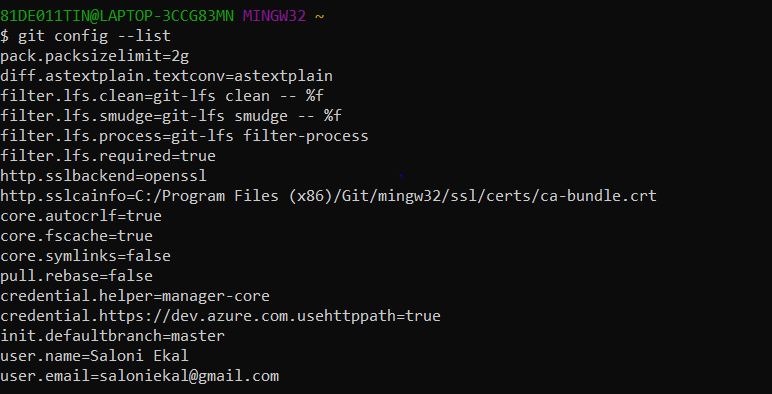 81DE011TIN@LAPTOP-3CCG83MN MINGW32 ~
$ git config --list
pack.packsizelimit=2g
diff.astextplain.textconv=astextplain
filter.lfs.clean=git-lfs clean -- %f
filter.lfs.smudge=git-lfs smudge -- %f
filter.lfs.process=git-lfs filter-process
filter.lfs.required=true
http.sslbackend=openssl
http.sslcainfo=C:/Program Files (x86)/Git/mingw32/ssl/certs/ca-bundle.crt
core.autocrlf=true
core.fscache=true
core.symlinks=false
pull.rebase=false
credential.helper=manager-core
credential.https://dev.azure.com.usehttppath=true
init.defaultbranch=master
user.name=Saloni Ekal
user.email=saloniekal@gmail.com